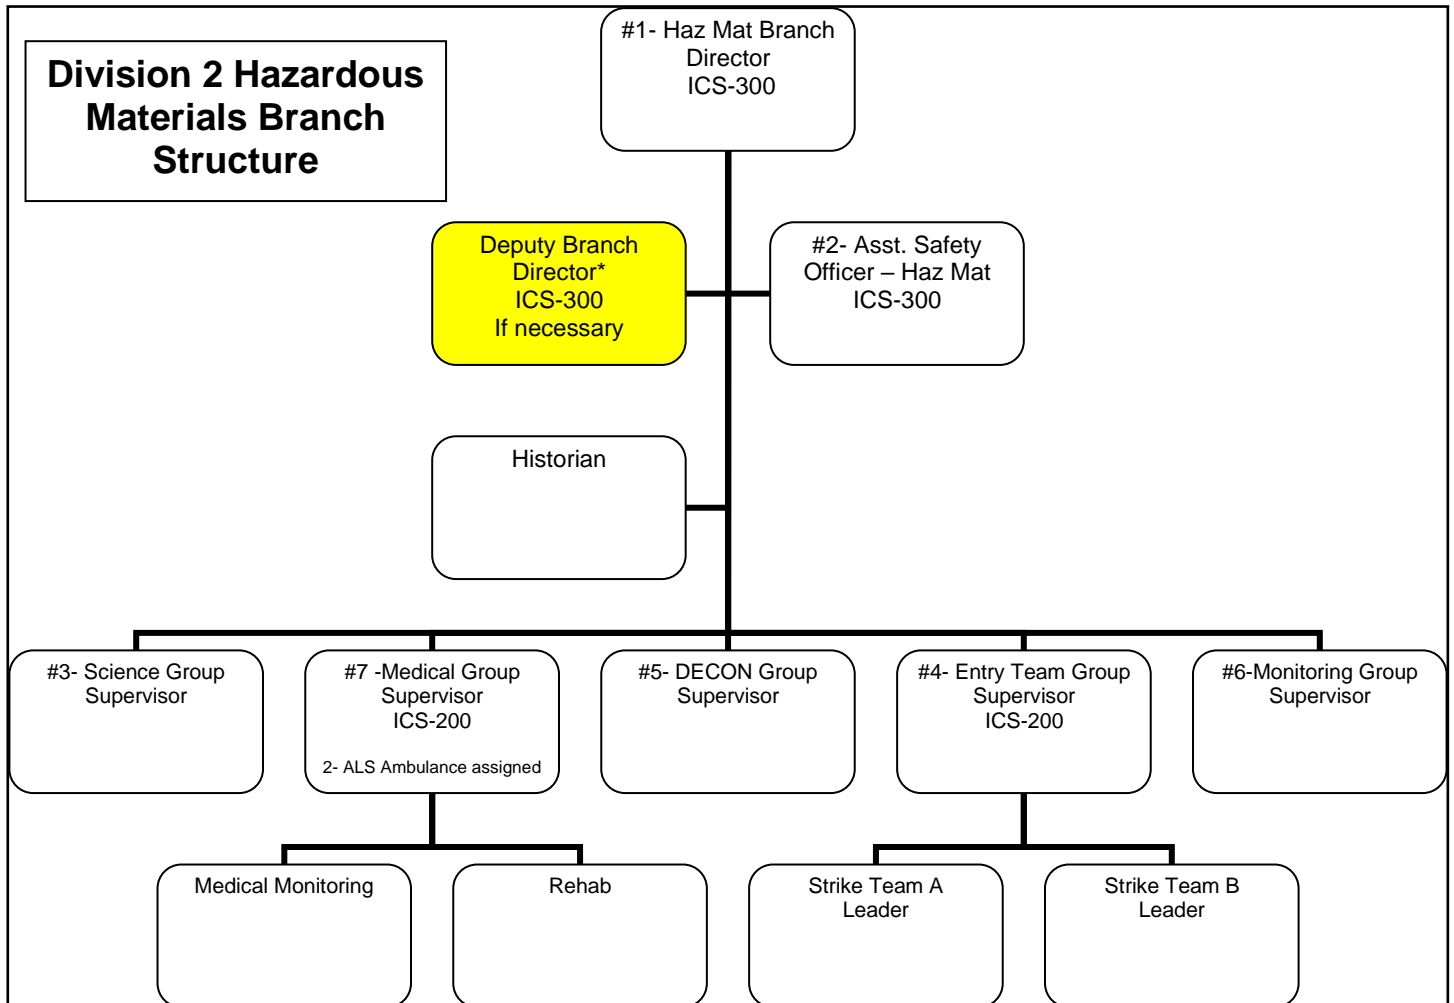 #1- Haz Mat Branch
Director
ICS-300
Division 2 Hazardous
Materials Branch
Structure
Deputy Branch
Director*
ICS-300
If necessary
#2- Asst. Safety
Officer – Haz Mat
ICS-300
Historian
#3- Science Group
Supervisor
#7 -Medical Group
Supervisor
ICS-200
2- ALS Ambulance assigned
#5- DECON Group
Supervisor
#4- Entry Team Group
Supervisor
ICS-200
#6-Monitoring Group
Supervisor
Medical Monitoring
Rehab
Strike Team A
Leader
Strike Team B
Leader